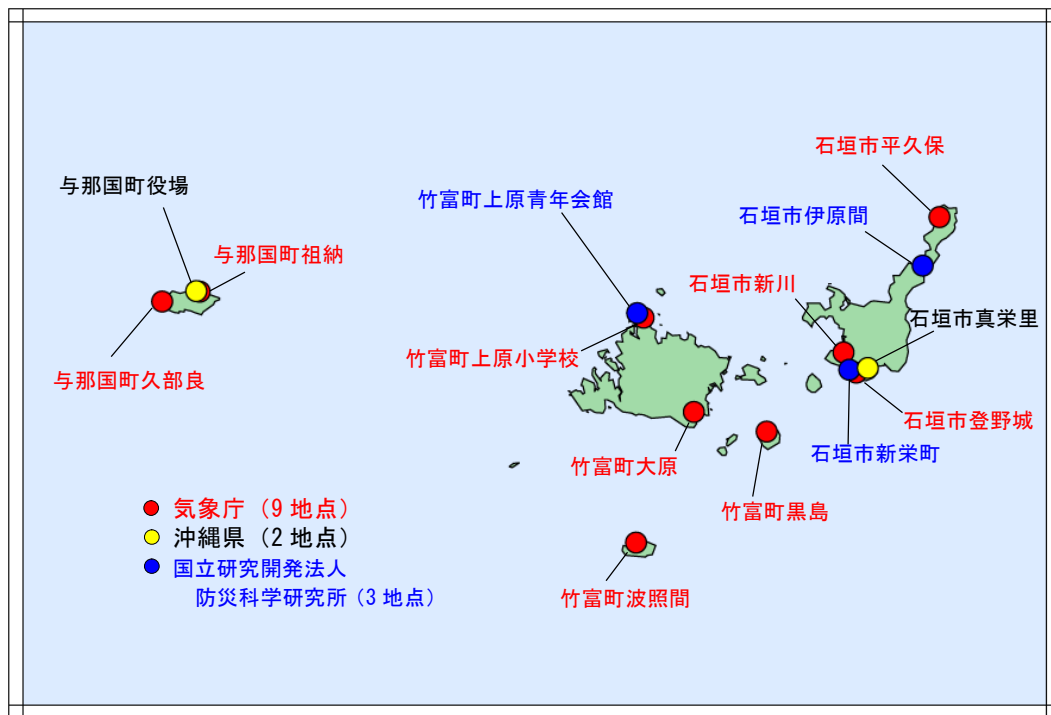 石垣市平久保
与那国町役場
竹富町上原青年会館
石垣市伊原間
与那国町祖納
石垣市新川
石垣市真栄里
竹富町上原小学校
与那国町久部良
石垣市登野城
石垣市新栄町
竹富町大原
竹富町黒島
気象庁（9 地点）
沖縄県（2 地点）
国立研究開発法人
防災科学研究所（3 地点）
竹富町波照間